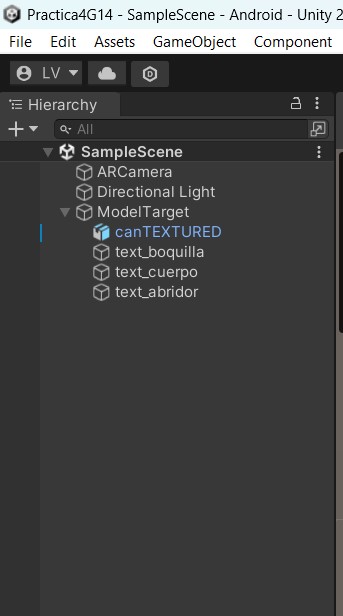 Practica4G14 - SampleScene - Android - Unity 2
File Edit Assets GameObject Component
LV
Hierarchy
All
SampleScene
ARCamera
Directional Light
ModelTarget
canTEXTURED
text_boquilla
text_cuerpo
text_abridor